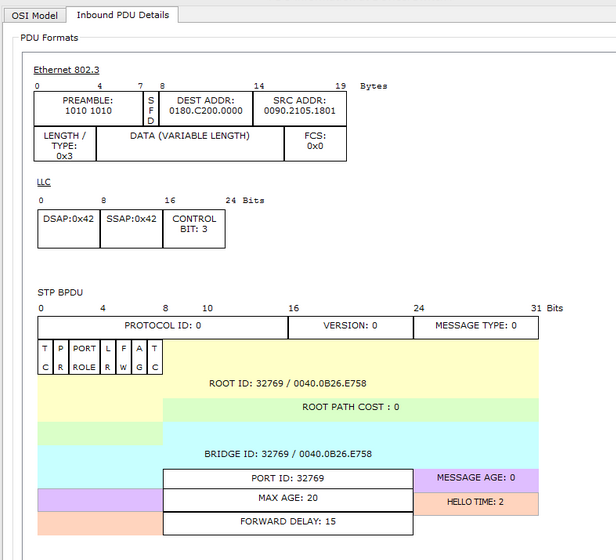 OSI Model Inbound PDU Details
PDU Formats
Ethernet 802.3
0 4 7 8 14 19 Bytes
PREAMBLE: 1010 1010
SFD
DEST ADDR: 0180.C200.0000
SRC ADDR: 0090.2105.1801
LENGTH / TYPE: 0x3
DATA (VARIABLE LENGTH)
FCS: 0x0
LLC
0 8 16 24 Bits
DSAP:0x42 SSAP:0x42 CONTROL BIT: 3
STP BPDU
0 4 8 10 16 24 31 Bits
PROTOCOL ID: 0 VERSION: 0 MESSAGE TYPE: 0
T P PORT L F A T
C R ROLE R W G C
ROOT ID: 32769 / 0040.0B26.E758
ROOT PATH COST : 0
BRIDGE ID: 32769 / 0040.0B26.E758
PORT ID: 32769 MESSAGE AGE: 0
MAX AGE: 20 HELLO TIME: 2
FORWARD DELAY: 15